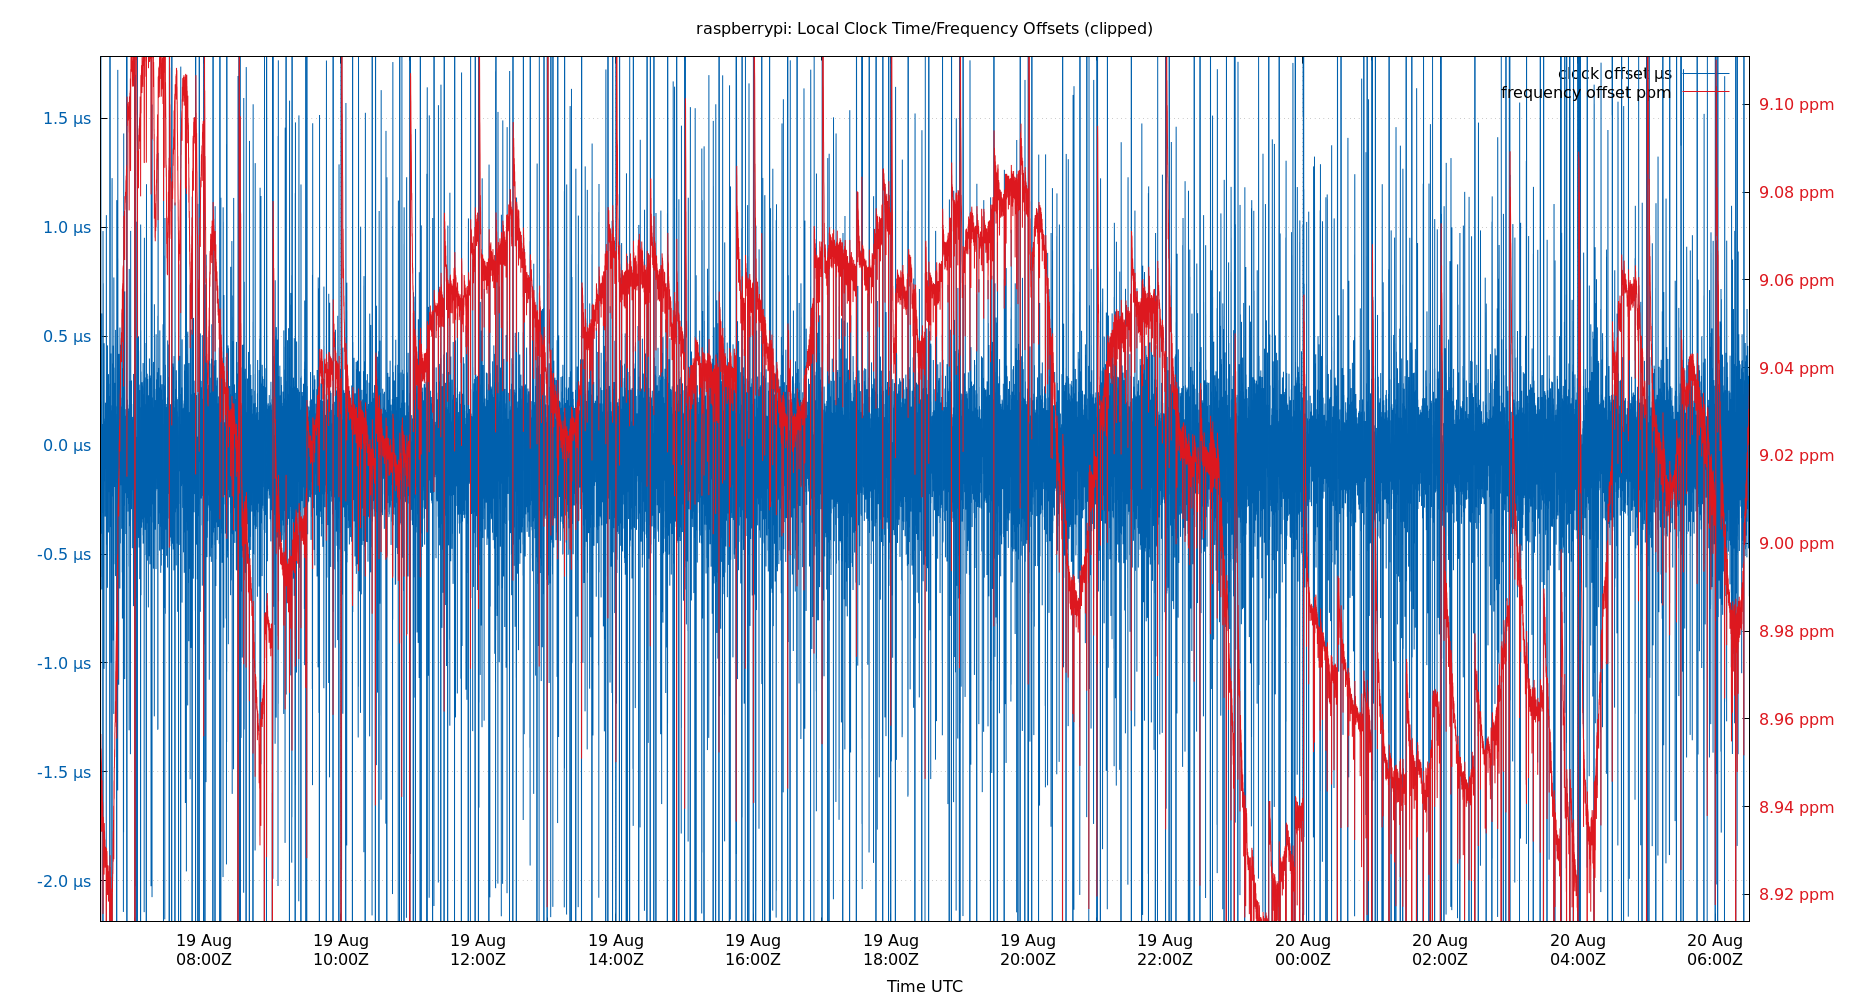 raspberrypi: Local Clock Time/Frequency Offsets (clipped)
clock offset µs
frequency offset ppm
1.5 µs
1.0 µs
0.5 µs
0.0 µs
-0.5 µs
-1.0 µs
-1.5 µs
-2.0 µs
9.10 ppm
9.08 ppm
9.06 ppm
9.04 ppm
9.02 ppm
9.00 ppm
8.98 ppm
8.96 ppm
8.94 ppm
8.92 ppm
19 Aug 19 Aug 19 Aug 19 Aug 19 Aug 19 Aug 19 Aug 19 Aug 20 Aug 20 Aug 20 Aug 20 Aug
08:00Z 10:00Z 12:00Z 14:00Z 16:00Z 18:00Z 20:00Z 22:00Z 00:00Z 02:00Z 04:00Z 06:00Z
Time UTC